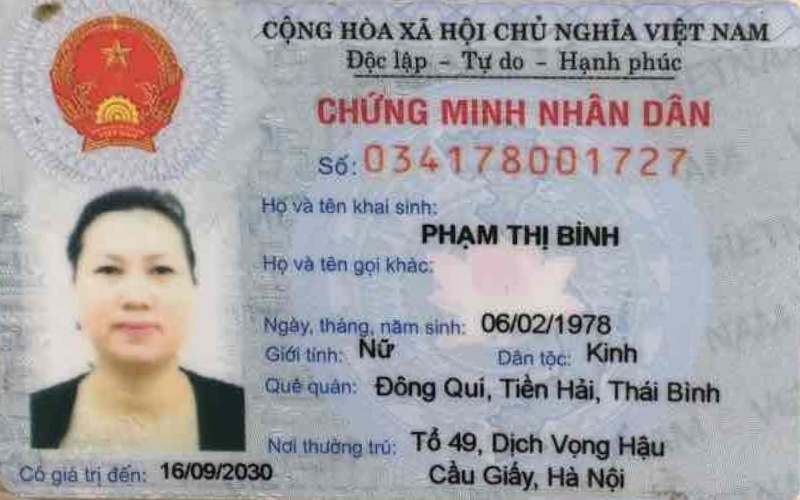 CỘNG HÒA XÃ HỘI CHỦ NGHĨA VIỆT NAM
Độc lập - Tự do - Hạnh phúc
CHỨNG MINH NHÂN DÂN
Số: 034178001727
Họ và tên khai sinh:
PHẠM THỊ BÌNH
Họ và tên gọi khác:
Ngày, tháng, năm sinh: 06/02/1978
Giới tính: Nữ Dân tộc: Kinh
Quê quán: Đông Quí, Tiền Hải, Thái Bình
Nơi thường trú: Tổ 49, Dịch Vọng Hậu
Cầu Giấy, Hà Nội
Có giá trị đến: 16/09/2030